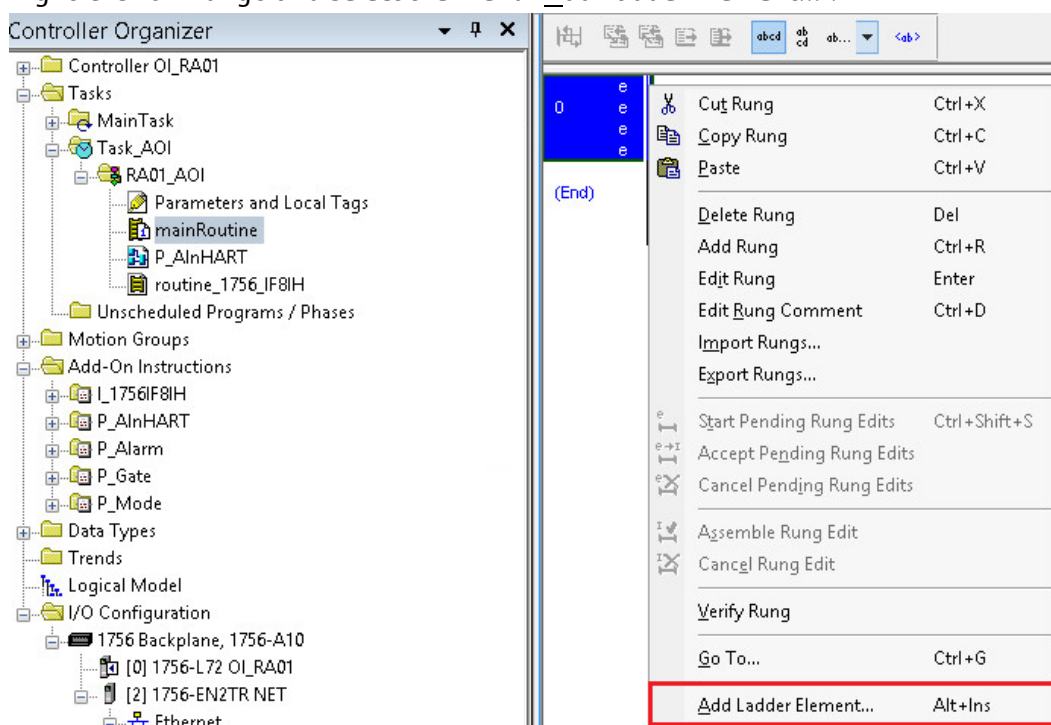 Controller Organizer
Controller OI_RA01
Tasks
MainTask
Task_AOI
RA01_AOI
Parameters and Local Tags
mainRoutine
P_AInHART
routine_1756_IF8IH
Unscheduled Programs / Phases
Motion Groups
Add-On Instructions
I_1756IF8IH
P_AInHART
P_Alarm
P_Gate
P_Mode
Data Types
Trends
Logical Model
I/O Configuration
1756 Backplane, 1756-A10
[0] 1756-L72 OI_RA01
[2] 1756-EN2TR NET
Ethernet
abcd ab cd ab... <ab>
0 e
e
e
e
(End)
Cut Rung Ctrl+X
Copy Rung Ctrl+C
Paste Ctrl+V
Delete Rung Del
Add Rung Ctrl+R
Edit Rung Enter
Edit Rung Comment Ctrl+D
Import Rungs...
Export Rungs...
Start Pending Rung Edits Ctrl+Shift+S
Accept Pending Rung Edits
Cancel Pending Rung Edits
Assemble Rung Edit
Cancel Rung Edit
Verify Rung
Go To... Ctrl+G
Add Ladder Element... Alt+Ins